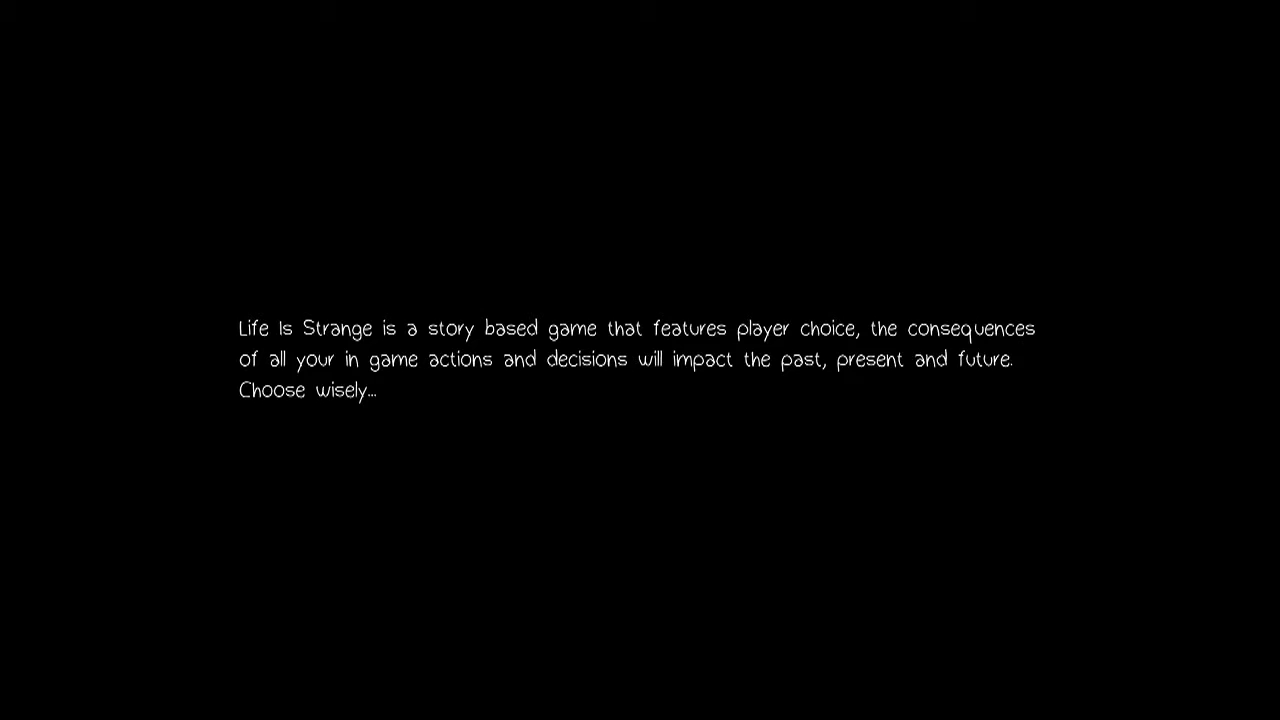 Life Is Strange is a story based game that features player choice, the consequences
of all your in game actions and decisions will impact the past, present and future.
Choose wisely...